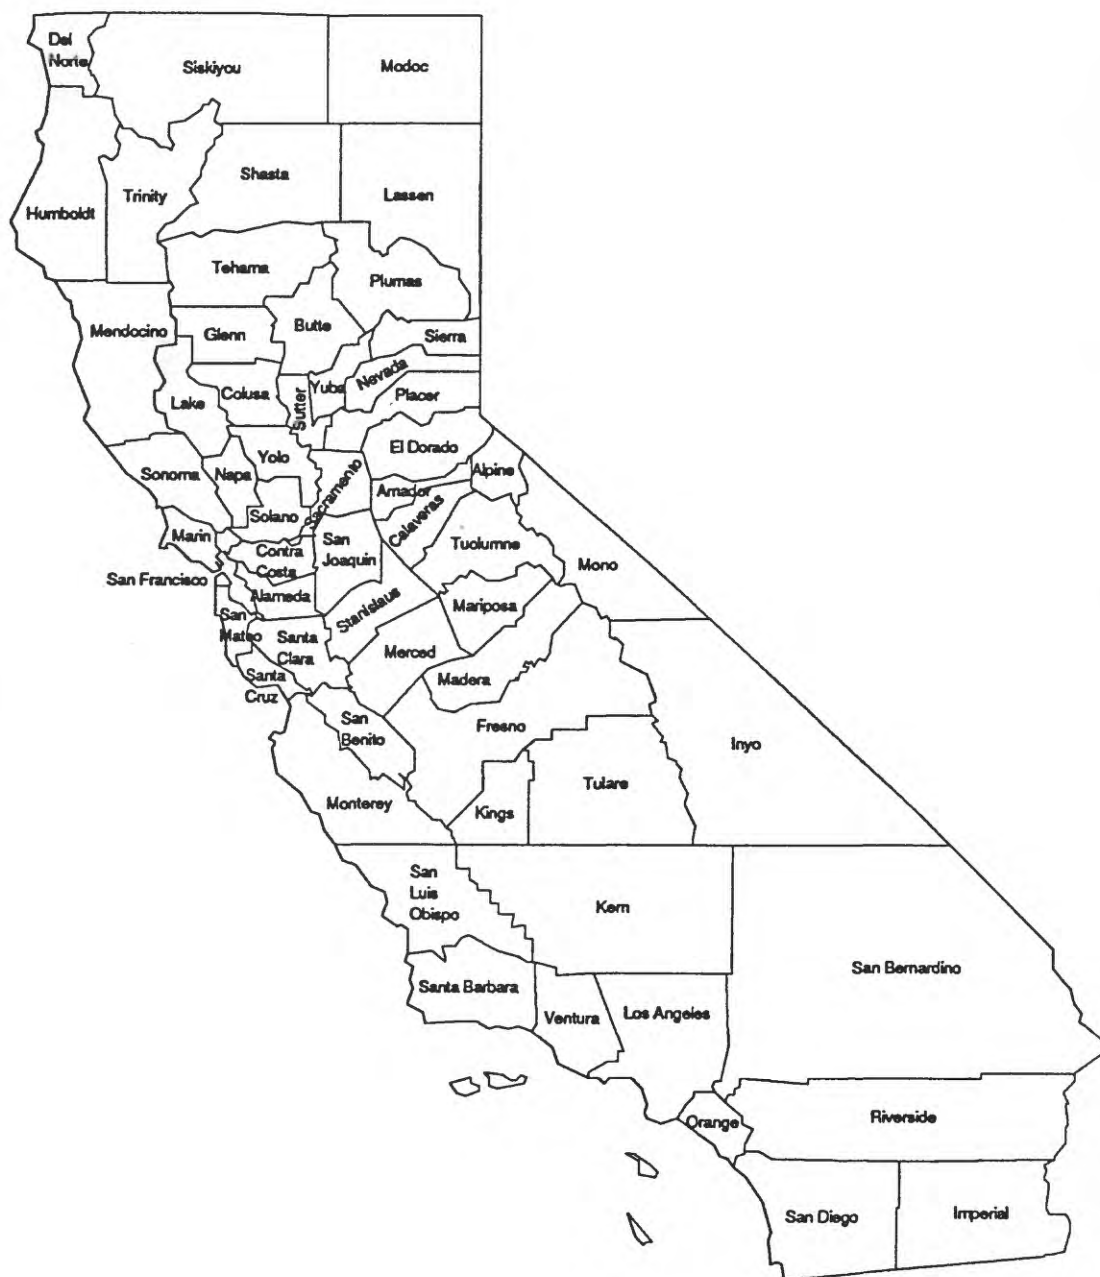 Del
Norte
Siskiyou
Modoc
Shasta
Lassen
Trinity
Humboldt
Tehama
Plumas
Mendocino
Glenn
Butte
Sierra
Nevada
Yuba
Placer
Colusa
Sutter
Lake
El Dorado
Yolo
Sonoma
Napa
Alpine
Sacramento
Amador
Solano
Calaveras
Marin
San
Joaquin
Tuolumne
Contra
Costa
Mono
San Francisco
Alameda
Stanislaus
Mariposa
San
Mateo
Santa
Clara
Merced
Santa
Cruz
Madera
San
Benito
Fresno
Inyo
Tulare
Monterey
Kings
San
Luis
Obispo
Kern
San Bernardino
Santa Barbara
Ventura
Los Angeles
Orange
Riverside
San Diego
Imperial